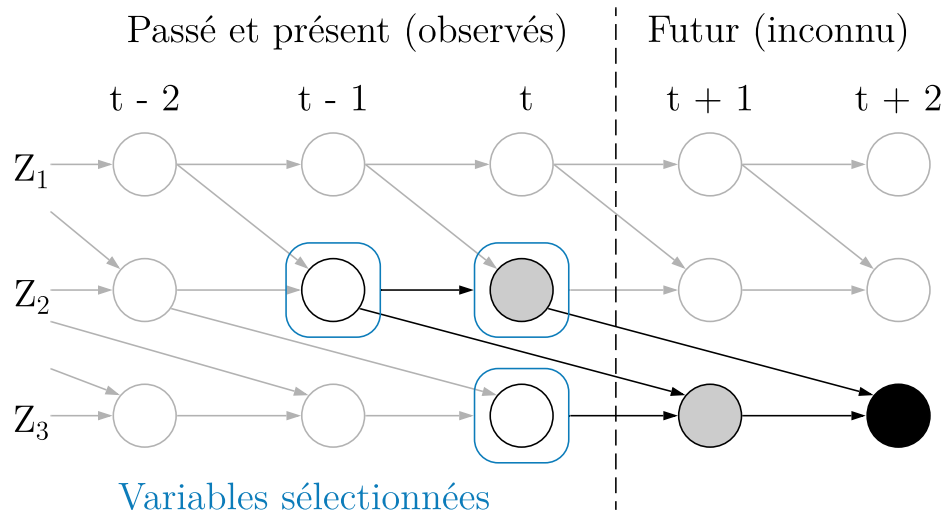 Passé et présent (observés) Futur (inconnu)
t - 2 t - 1 t t + 1 t + 2
Z1
Z2
Z3
Variables sélectionnées